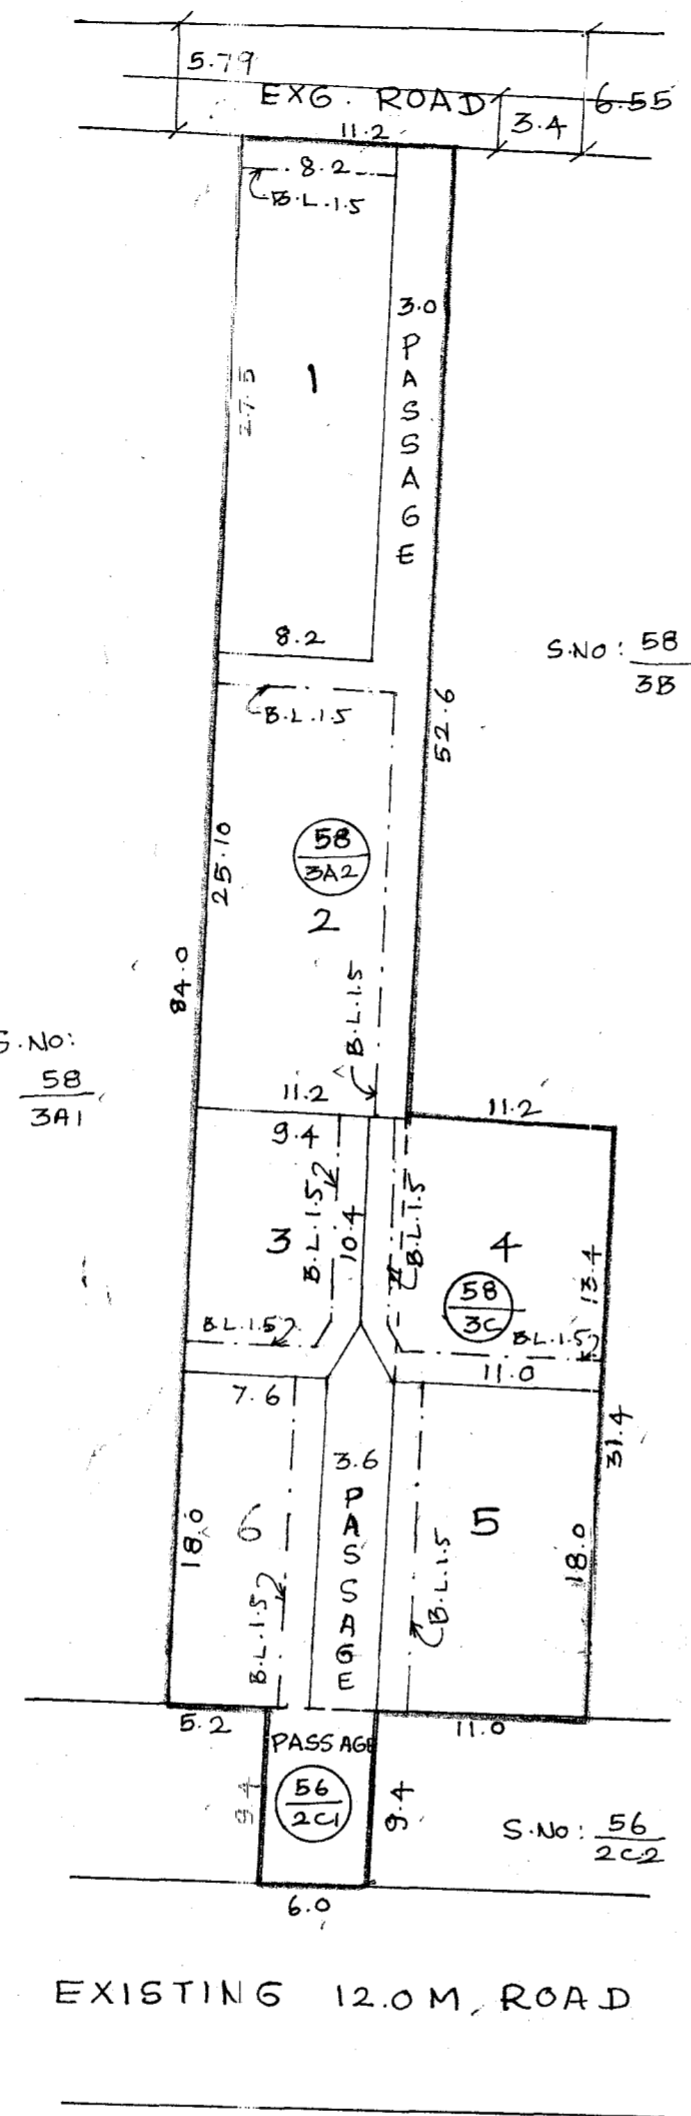 5.79
EXG. ROAD
6.55
3.4
11.2
8.2
B.L.1.5
3.0
PASSAGE
27.5
1
8.2
S.NO: 58
3B
B.L.1.5
52.6
25.10
58
3A2
2
84.0
B.L.1.5
S.NO:
58
3A1
11.2
11.2
9.4
B.L.1.5
10.4
B.L.1.5
3
4
13.4
58
3C
B.L.1.5
B.L.1.5
11.0
7.6
31.4
3.6
PASSAGE
6
5
18.0
18.0
B.L.1.5
B.L.1.5
5.2
11.0
PASSAGE
56
2C1
9.4
9.4
S.No: 56
2C2
6.0
EXISTING 12.0M, ROAD